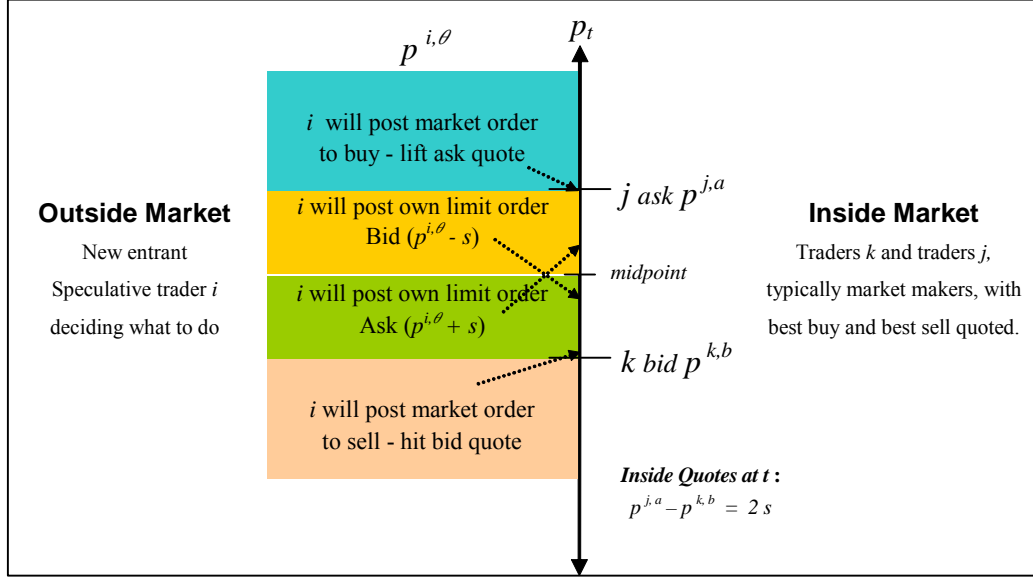 p^{i,θ}
p_t
i will post market order
to buy - lift ask quote
j ask p^{j,a}
Outside Market
New entrant
Speculative trader i
deciding what to do
i will post own limit order
Bid (p^{i,θ} - s)
midpoint
i will post own limit order
Ask (p^{i,θ} + s)
Inside Market
Traders k and traders j,
typically market makers, with
best buy and best sell quoted.
k bid p^{k,b}
i will post market order
to sell - hit bid quote
Inside Quotes at t :
p^{j,a} – p^{k,b} = 2 s